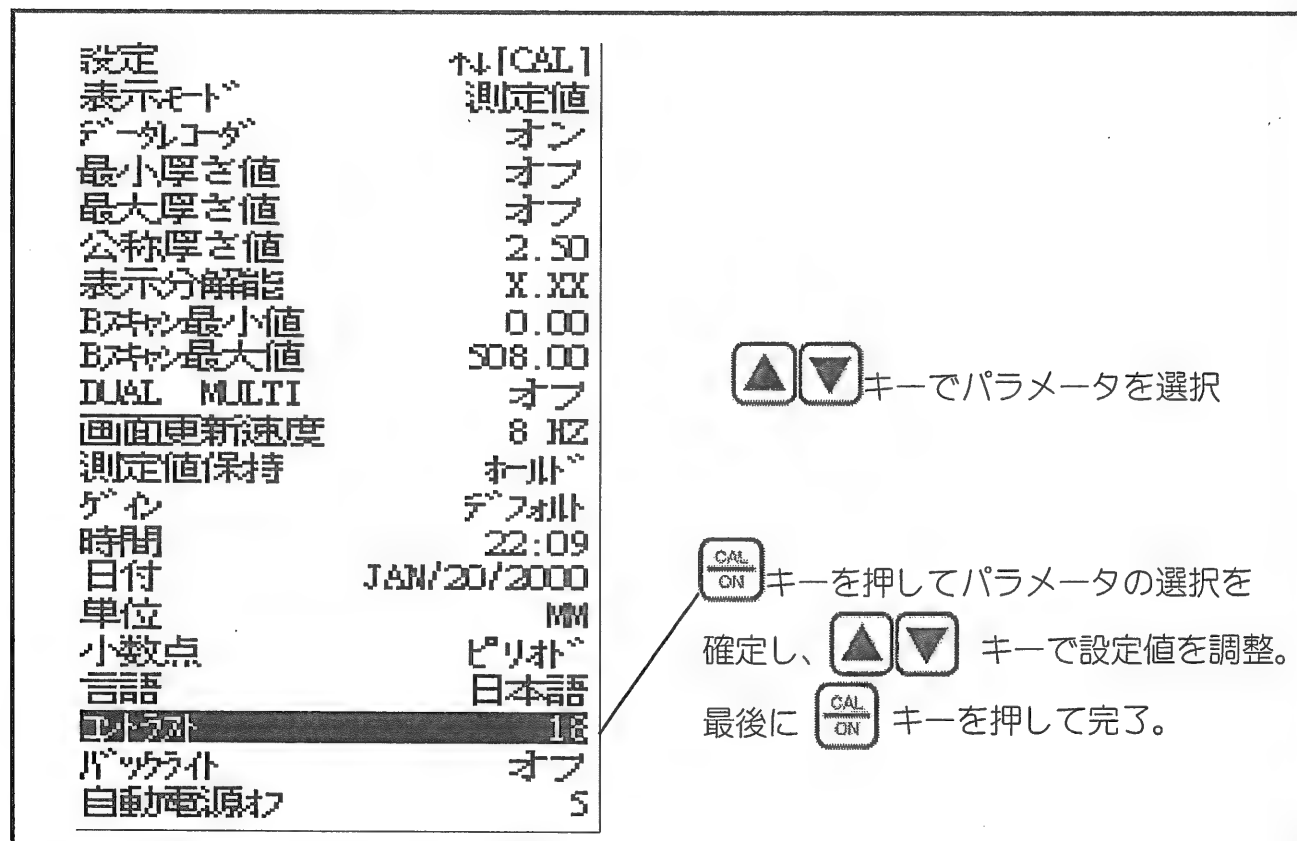 設定 ↑↓[CAL]
表示モード 測定値
データレコーダ オン
最小厚さ値 オフ
最大厚さ値 オフ
公称厚さ値 2.50
表示分解能 X.XX
Bスキャン最小値 0.00
Bスキャン最大値 508.00
DUAL MULTI オフ
画面更新速度 8 HZ
測定値保持 ホールド
ゲイン デフォルト
時間 22:09
日付 JAN/20/2000
単位 MM
小数点 ピリオド
言語 日本語
コントラスト 18
バックライト オフ
自動電源オフ 5
▲▼キーでパラメータを選択
CAL ON キーを押してパラメータの選択を
確定し、▲▼ キーで設定値を調整。
最後に CAL ON キーを押して完了。